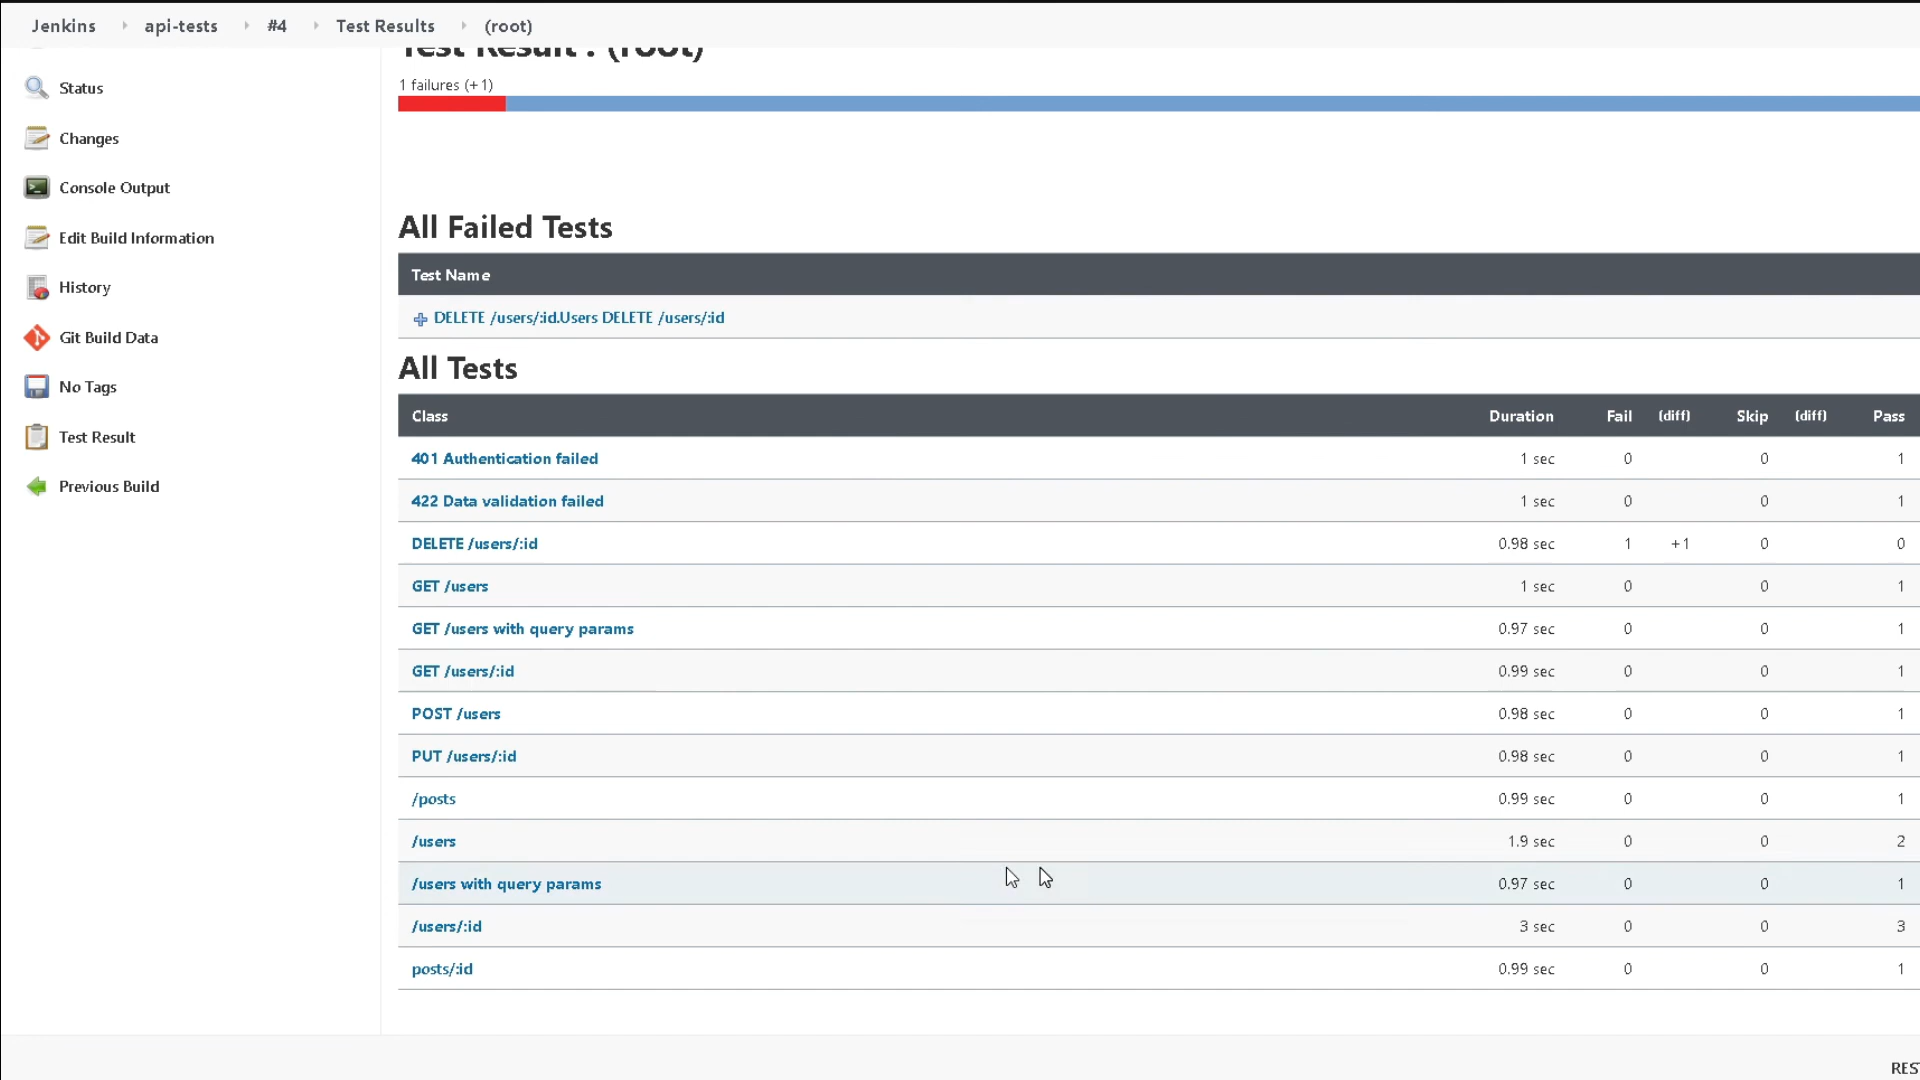 Jenkins api-tests #4 Test Results (root)
Test Result : (root)
Status
Changes
Console Output
Edit Build Information
History
Git Build Data
No Tags
Test Result
Previous Build
1 failures (+1)
All Failed Tests
Test Name
DELETE /users/:id.Users DELETE /users/:id
All Tests
Class Duration Fail (diff) Skip (diff) Pass
401 Authentication failed 1 sec 0 0 1
422 Data validation failed 1 sec 0 0 1
DELETE /users/:id 0.98 sec 1 +1 0 0
GET /users 1 sec 0 0 1
GET /users with query params 0.97 sec 0 0 1
GET /users/:id 0.99 sec 0 0 1
POST /users 0.98 sec 0 0 1
PUT /users/:id 0.98 sec 0 0 1
/posts 0.99 sec 0 0 1
/users 1.9 sec 0 0 2
/users with query params 0.97 sec 0 0 1
/users/:id 3 sec 0 0 3
posts/:id 0.99 sec 0 0 1
RES